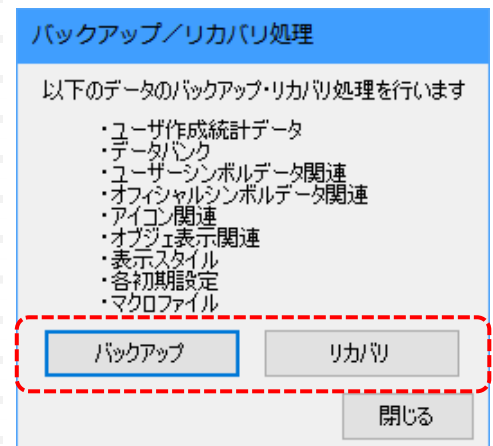 バックアップ／リカバリ処理
以下のデータのバックアップ・リカバリ処理を行います
・ユーザ作成統計データ
・データバンク
・ユーザーシンボルデータ関連
・オフィシャルシンボルデータ関連
・アイコン関連
・オブジェ表示関連
・表示スタイル
・各初期設定
・マクロファイル
バックアップ
リカバリ
閉じる